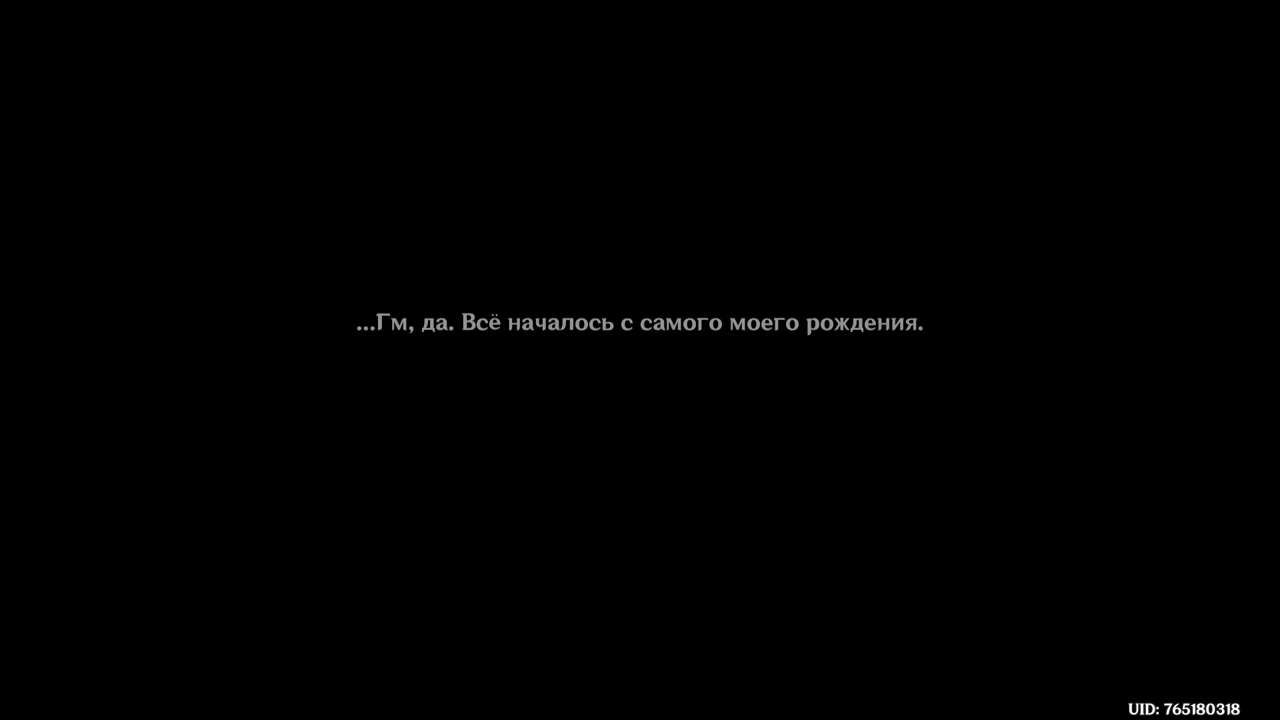 ...Гм, да. Всё началось с самого моего рождения.
UID: 765180318